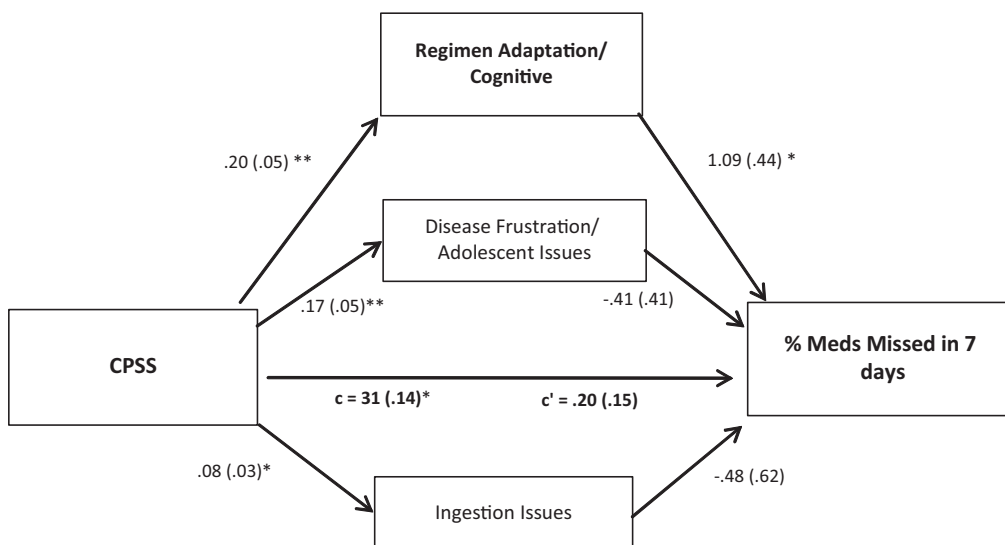 Regimen Adaptation/
Cognitive
.20 (.05) **
1.09 (.44) *
Disease Frustration/
Adolescent Issues
.17 (.05)**
-.41 (.41)
CPSS
% Meds Missed in 7
days
c = 31 (.14)*
c' = .20 (.15)
.08 (.03)*
-.48 (.62)
Ingestion Issues